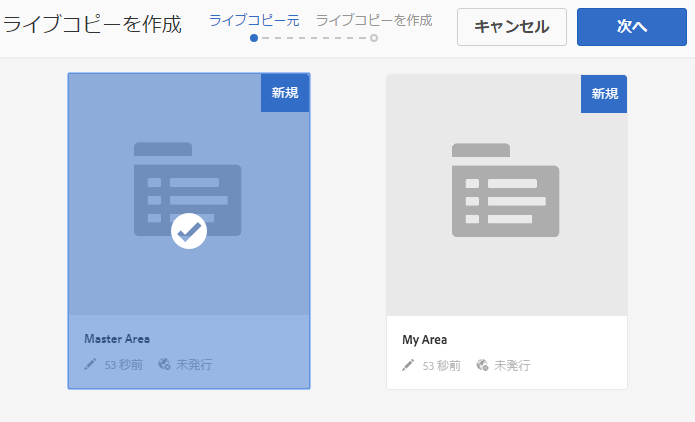 ライブコピーを作成
ライブコピー元 ライブコピーを作成
キャンセル
次へ
新規
新規
Master Area
53 秒前 未発行
My Area
53 秒前 未発行